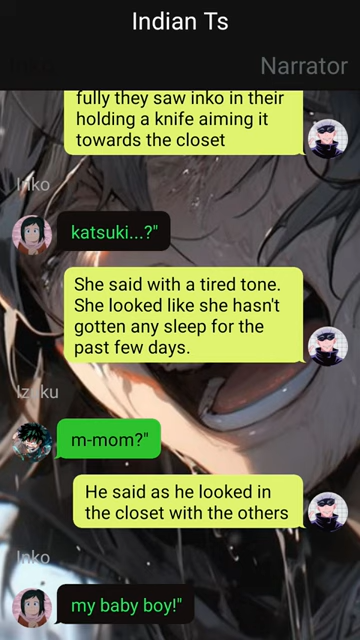 Indian Ts
Inko
Narrator
fully they saw inko in their
holding a knife aiming it
towards the closet
Inko
katsuki...?"
She said with a tired tone.
She looked like she hasn't
gotten any sleep for the
past few days.
Izuku
m-mom?"
He said as he looked in
the closet with the others
Inko
my baby boy!"